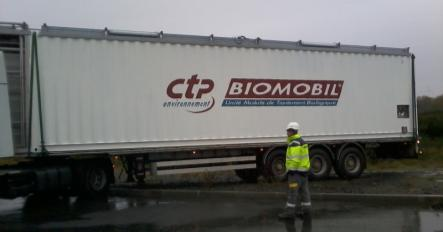 ctp
environnement
BIOMOBIL
Unité Mobile de Traitement Biologique